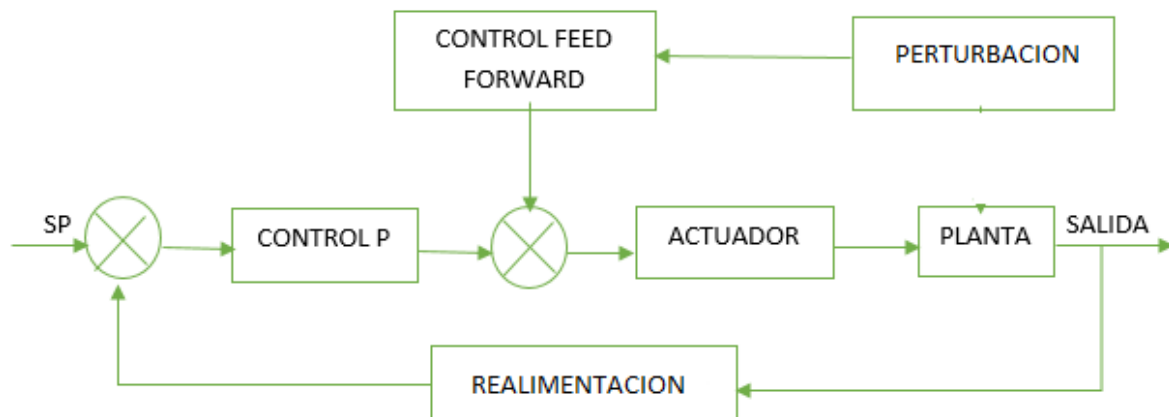 CONTROL FEED
FORWARD
PERTURBACION
SP
CONTROL P
ACTUADOR
PLANTA
SALIDA
REALIMENTACION